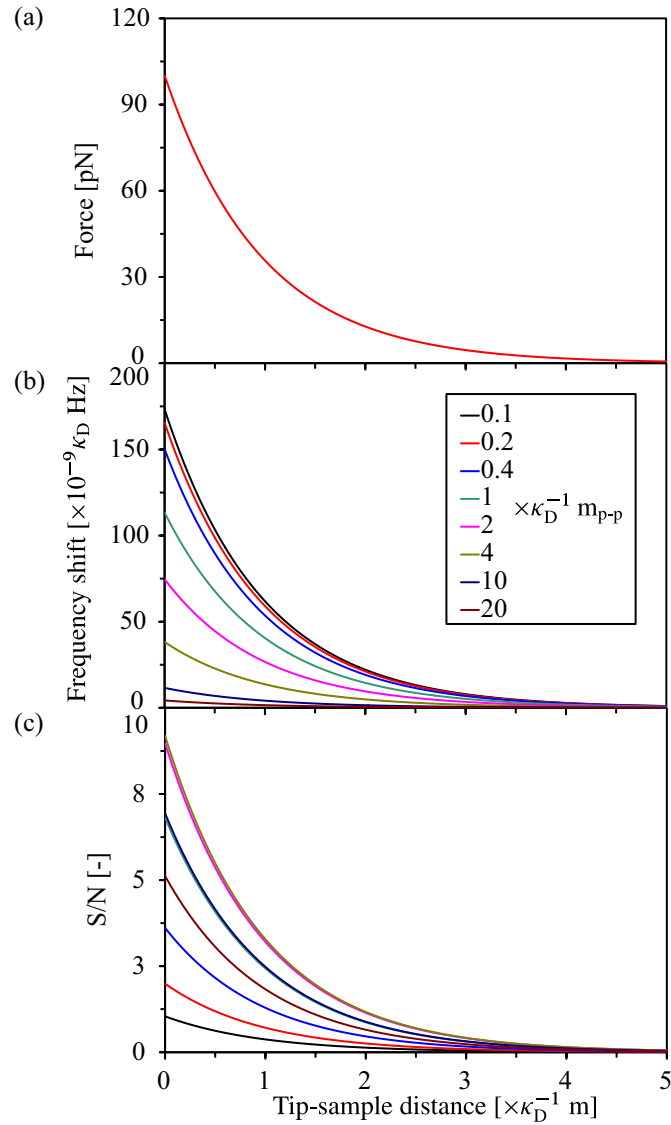 (a)
120
90
60
30
0
Force [pN]
(b)
200
150
100
50
0
Frequency shift [×10⁻⁹κ_D Hz]
0.1
0.2
0.4
1
2
4
10
20
×κ_D⁻¹ m_p-p
(c)
10
8
5
3
0
S/N [-]
0 1 2 3 4 5
Tip-sample distance [×κ_D⁻¹ m]